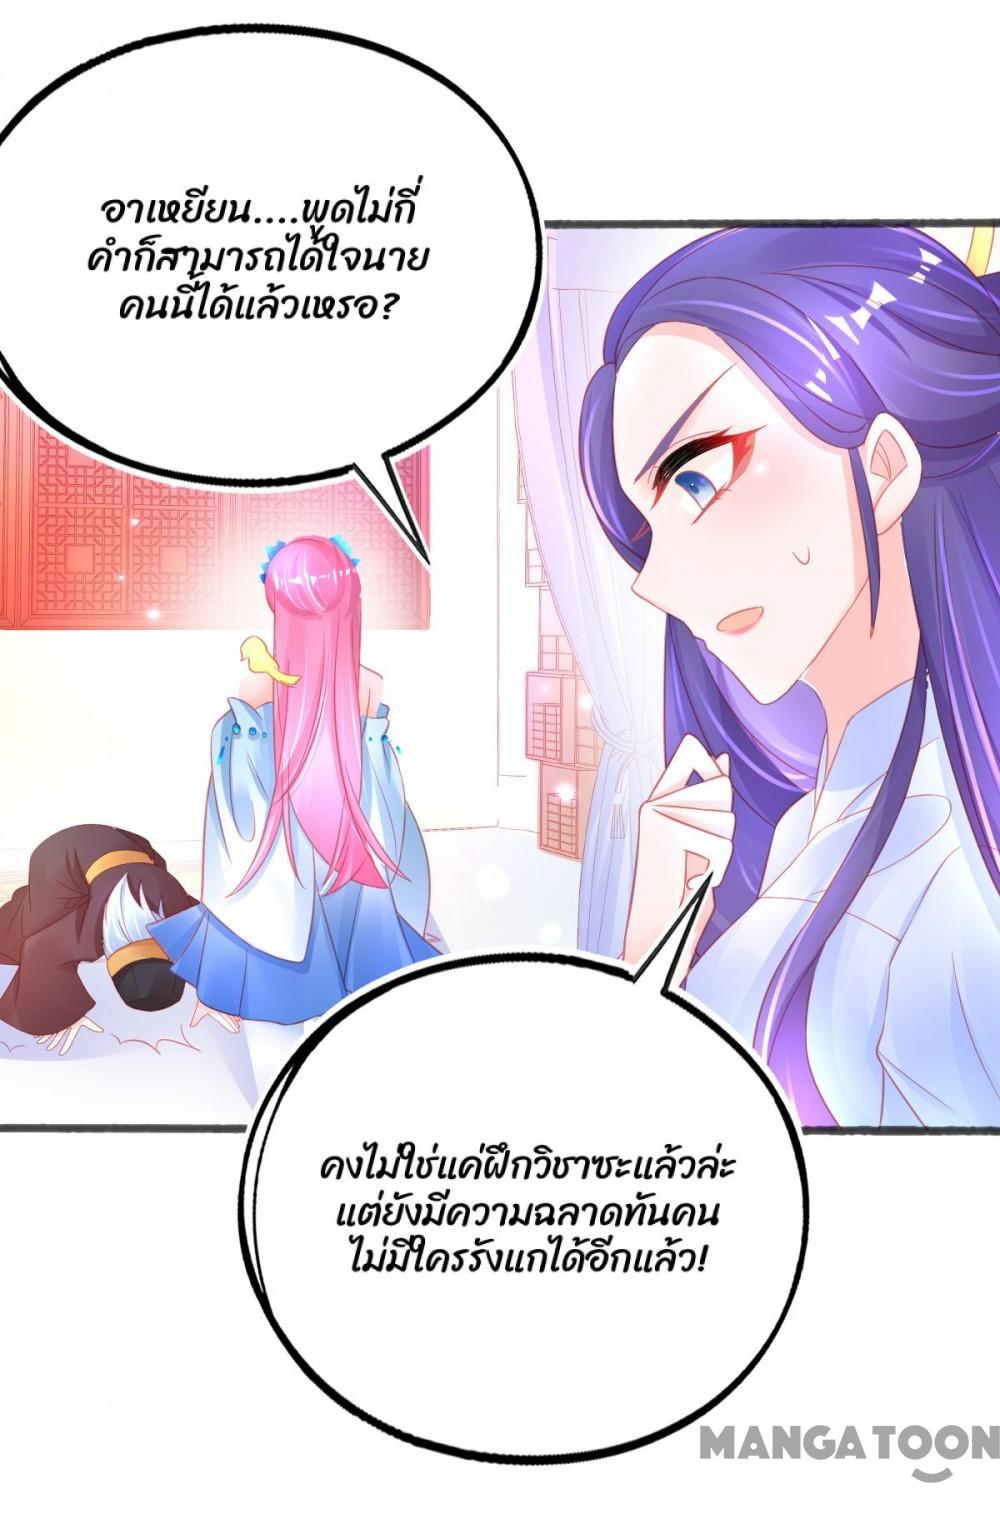 อาเหยียน....พูดไม่กี่
คำก็สามารถได้ใจนาย
คนนี้ได้แล้วเหรอ?
คงไม่ใช่แค่ฝึกวิชาซะแล้วล่ะ
แต่ยังมีความฉลาดทันคน
ไม่มีใครรังแกได้อีกแล้ว!
MANGATOON